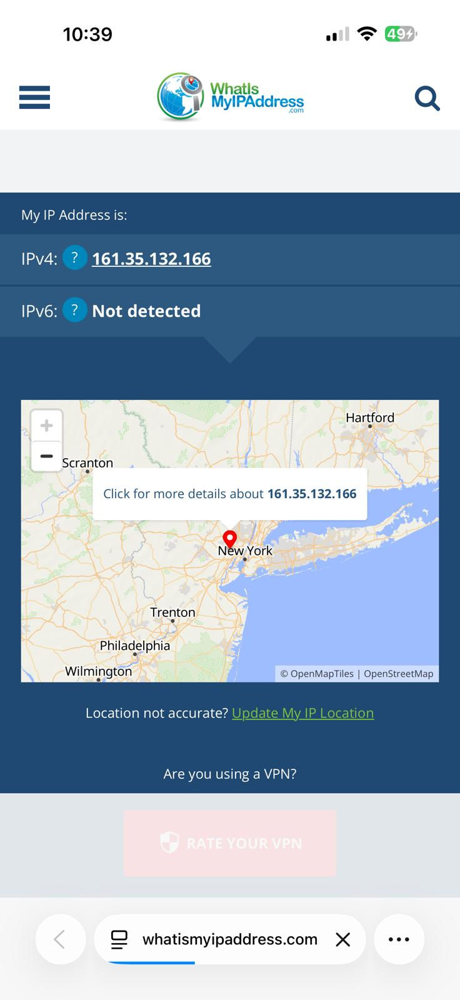 10:39
49
WhatIs
MyIPAddress
.com
My IP Address is:
IPv4: ? 161.35.132.166
IPv6: ? Not detected
+
−
Hartford
Scranton
Click for more details about 161.35.132.166
New York
Trenton
Philadelphia
Wilmington
© OpenMapTiles | OpenStreetMap
Location not accurate? Update My IP Location
Are you using a VPN?
RATE YOUR VPN
whatismyipaddress.com